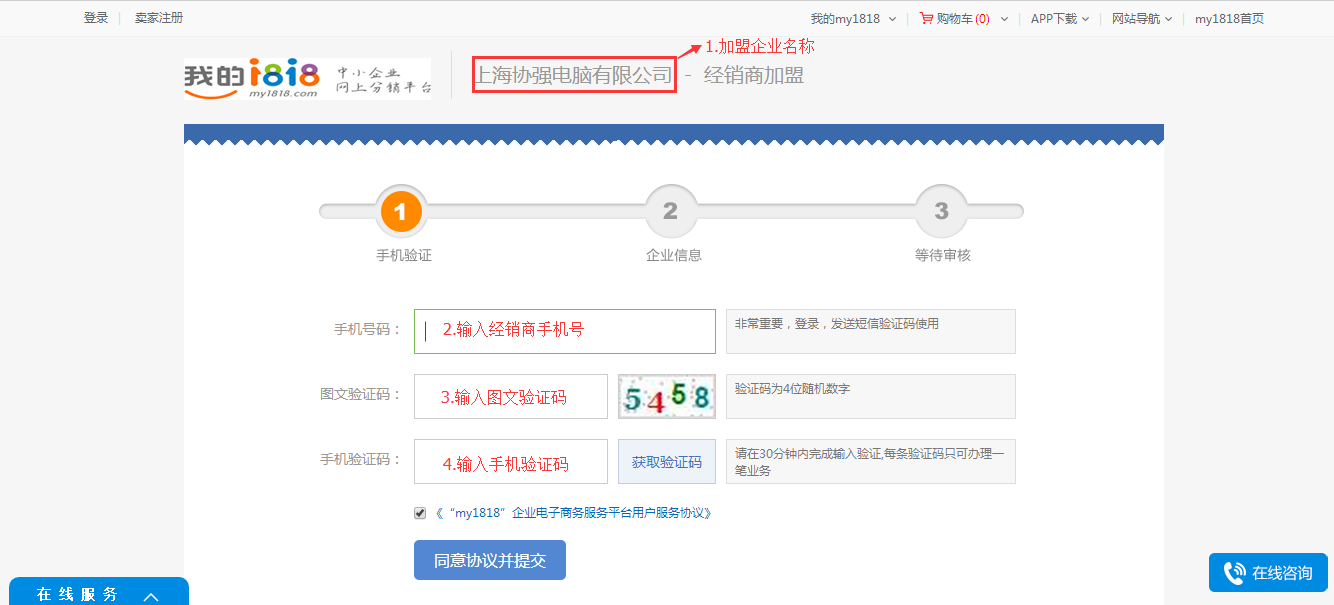 登录 卖家注册 我的my1818 购物车(0) APP下载 网站导航 my1818首页
1.加盟企业名称
我的1818 中小企业
my1818.com 网上分销平台
上海协强电脑有限公司 - 经销商加盟
1 2 3
手机验证 企业信息 等待审核
手机号码： 2.输入经销商手机号 非常重要，登录，发送短信验证码使用
图文验证码： 3.输入图文验证码 5458 验证码为4位随机数字
手机验证码： 4.输入手机验证码 获取验证码 请在30分钟内完成输入验证,每条验证码只可办理一
笔业务
《“my1818”企业电子商务服务平台用户服务协议》
同意协议并提交
在线咨询
在线服务